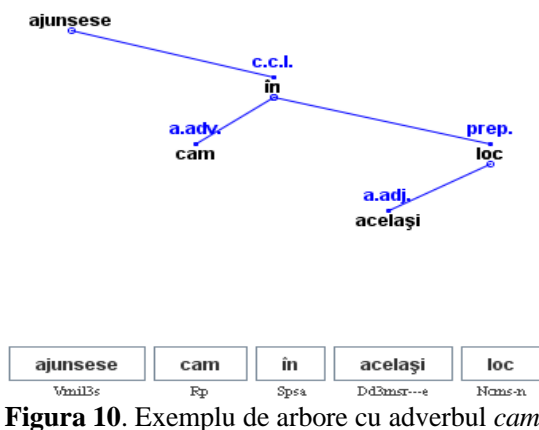 ajunsese
c.c.l.
în
a.adv. prep.
cam loc
a.adj.
acelaşi
ajunsese cam în acelaşi loc
Vmil3s Rp Spsa Dd3msr---e Ncms-n
Figura 10. Exemplu de arbore cu adverbul cam